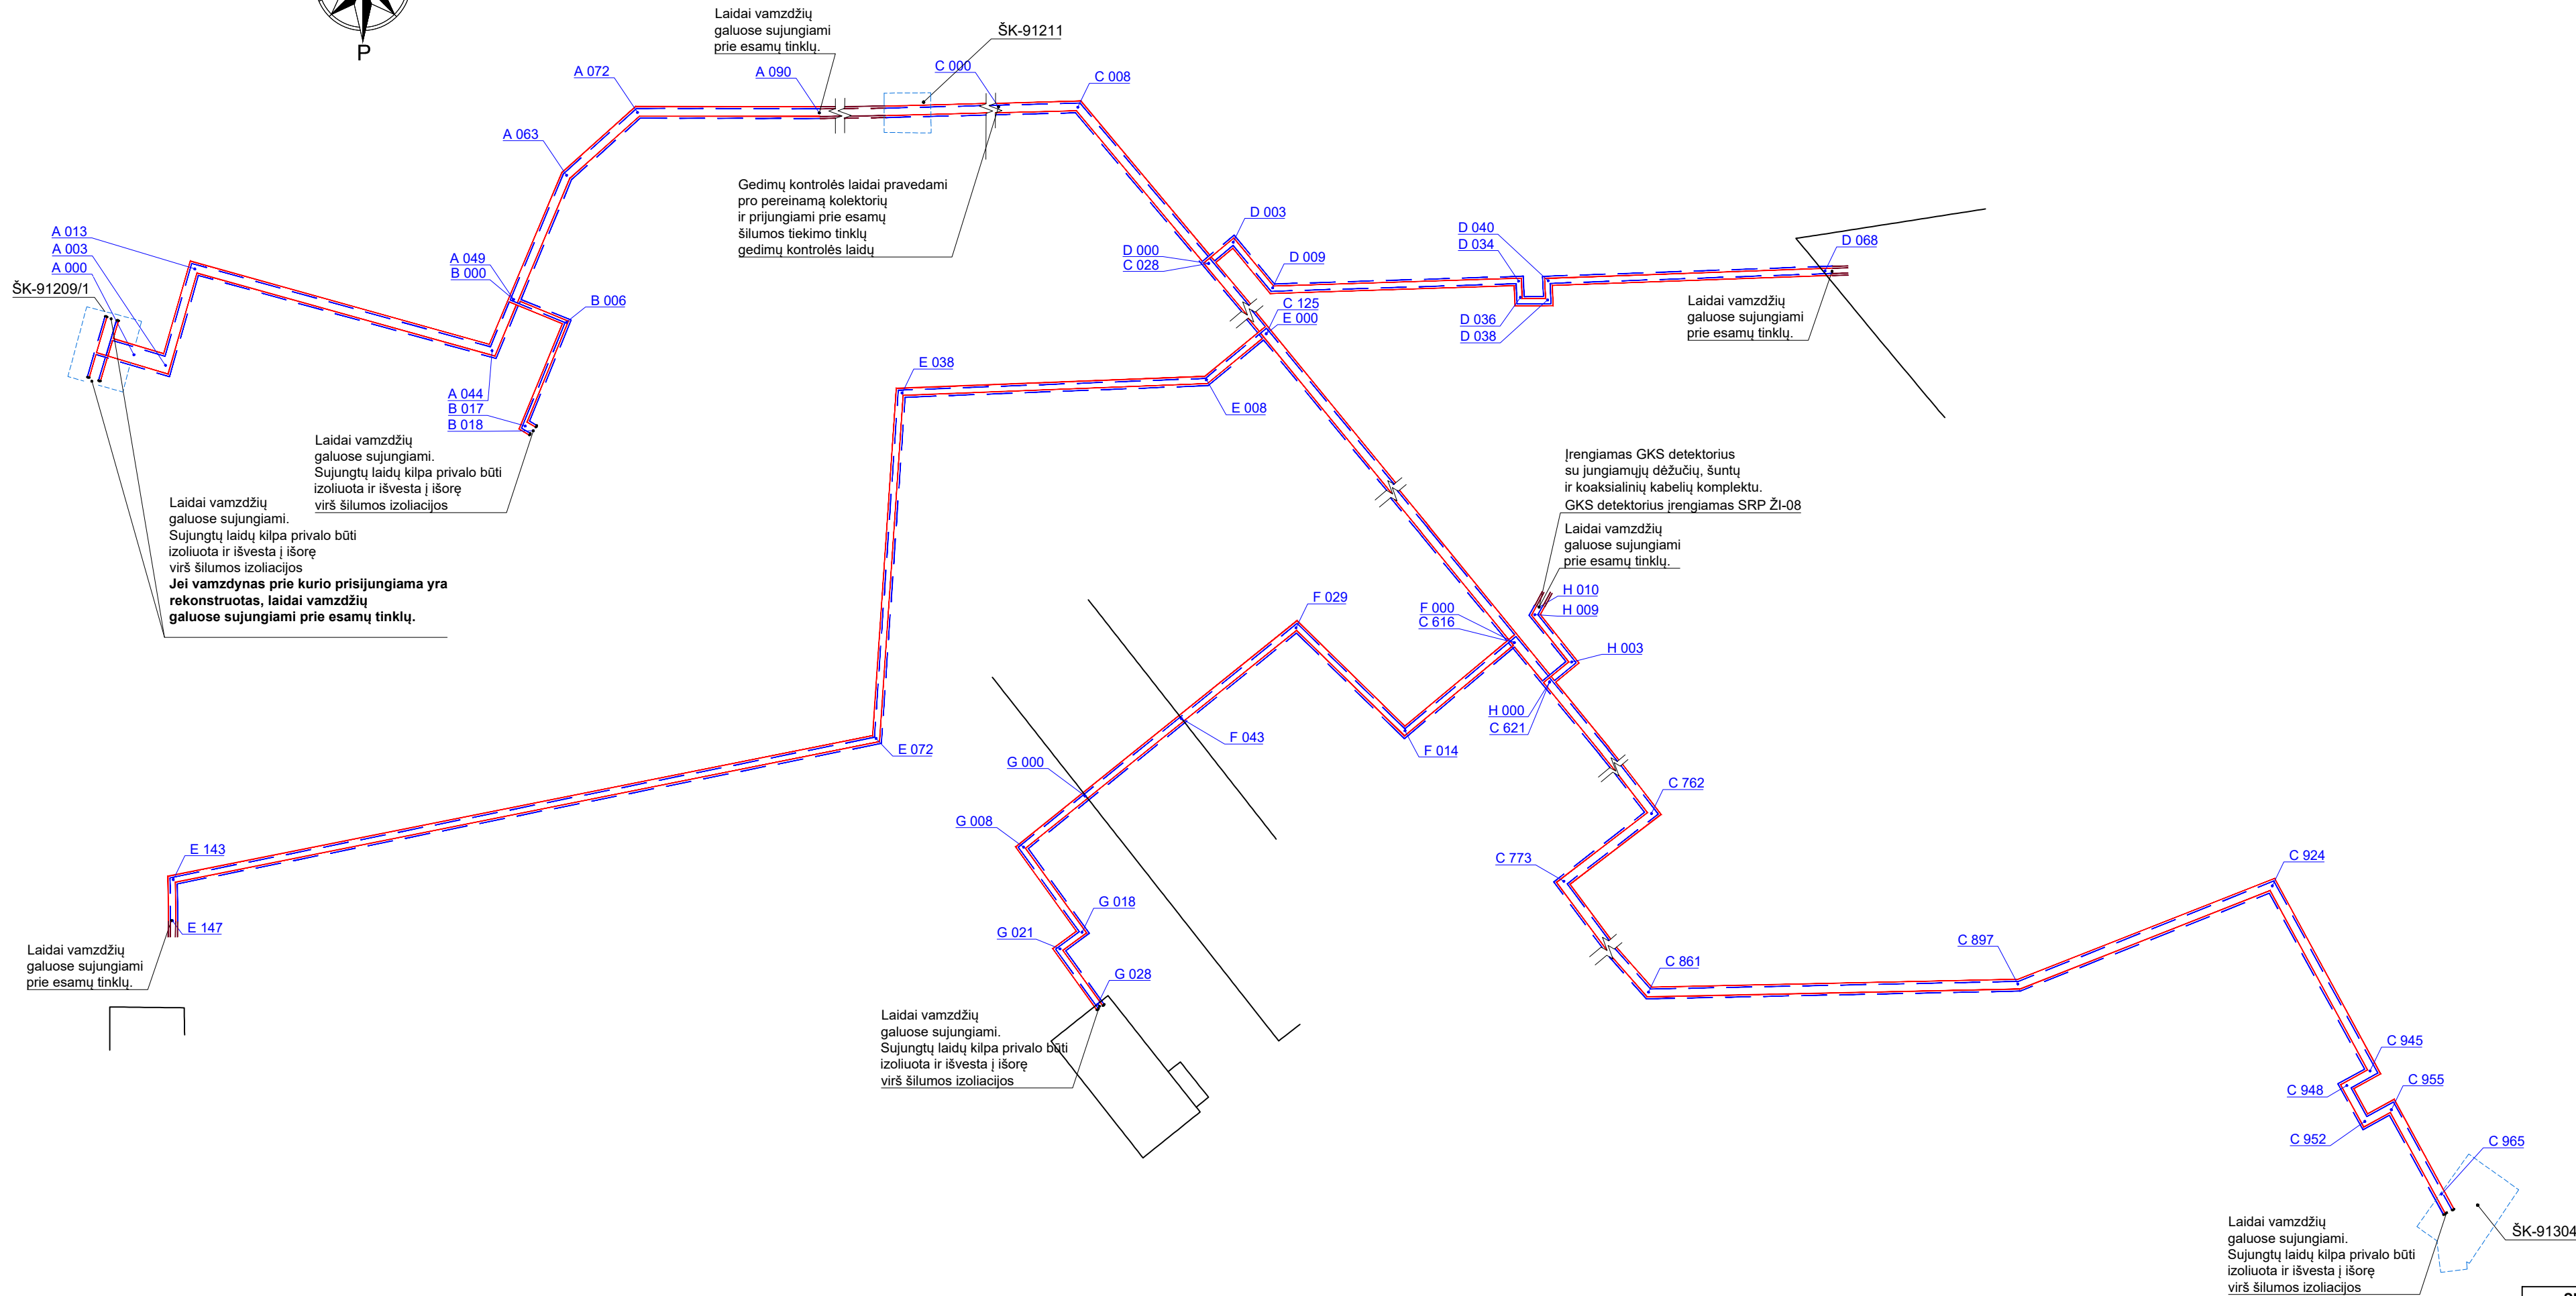 P
Laidai vamzdžių
galuose sujungiami
prie esamų tinklų.
ŠK-91211
A 072
A 090
C 000
C 008
A 063
Gedimų kontrolės laidai pravedami
pro pereinamą kolektorių
ir prijungiami prie esamų
šilumos tiekimo tinklų
gedimų kontrolės laidų
D 003
D 000
C 028
D 009
D 040
D 034
D 068
A 013
A 003
A 000
ŠK-91209/1
A 049
B 000
B 006
C 125
E 000
D 036
D 038
Laidai vamzdžių
galuose sujungiami
prie esamų tinklų.
E 038
E 008
A 044
B 017
B 018
Laidai vamzdžių
galuose sujungiami.
Sujungtų laidų kilpa privalo būti
izoliuota ir išvesta į išorę
virš šilumos izoliacijos
Laidai vamzdžių
galuose sujungiami.
Sujungtų laidų kilpa privalo būti
izoliuota ir išvesta į išorę
virš šilumos izoliacijos
Jei vamzdynas prie kurio prisijungiama yra
rekonstruotas, laidai vamzdžių
galuose sujungiami prie esamų tinklų.
Įrengiamas GKS detektorius
su jungiamųjų dėžučių, šuntų
ir koaksialinių kabelių komplektu.
GKS detektorius įrengiamas SRP ŽI-08
Laidai vamzdžių
galuose sujungiami
prie esamų tinklų.
H 010
H 009
F 029
F 000
C 616
H 003
H 000
C 621
F 043
F 014
E 072
G 000
G 008
C 762
C 773
E 143
E 147
C 924
G 018
G 021
G 028
C 861
C 897
Laidai vamzdžių
galuose sujungiami
prie esamų tinklų.
Laidai vamzdžių
galuose sujungiami.
Sujungtų laidų kilpa privalo būti
izoliuota ir išvesta į išorę
virš šilumos izoliacijos
C 945
C 955
C 948
C 952
C 965
ŠK-91304
Laidai vamzdžių
galuose sujungiami.
Sujungtų laidų kilpa privalo būti
izoliuota ir išvesta į išorę
virš šilumos izoliacijos